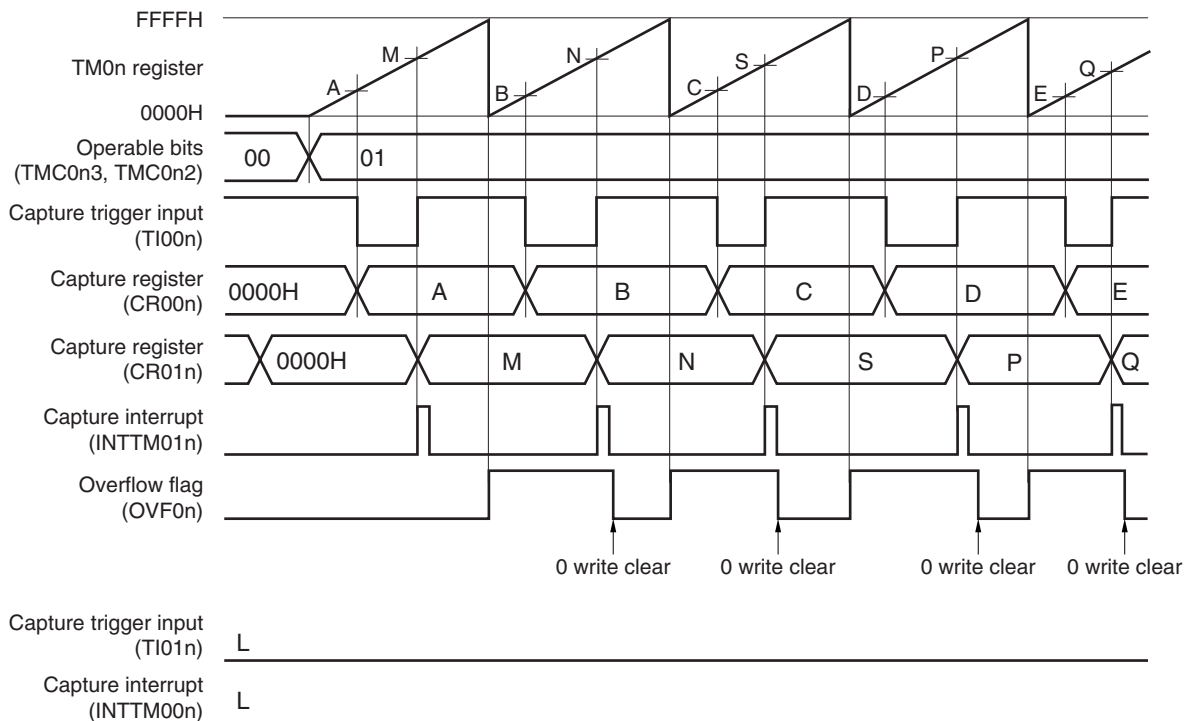 FFFFH
TM0n register
0000H
A M B N C S D P E Q
Operable bits
(TMC0n3, TMC0n2)
00 01
Capture trigger input
(TI00n)
Capture register
(CR00n)
0000H A B C D E
Capture register
(CR01n)
0000H M N S P Q
Capture interrupt
(INTTM01n)
Overflow flag
(OVF0n)
0 write clear 0 write clear 0 write clear 0 write clear
Capture trigger input
(TI01n)
L
Capture interrupt
(INTTM00n)
L